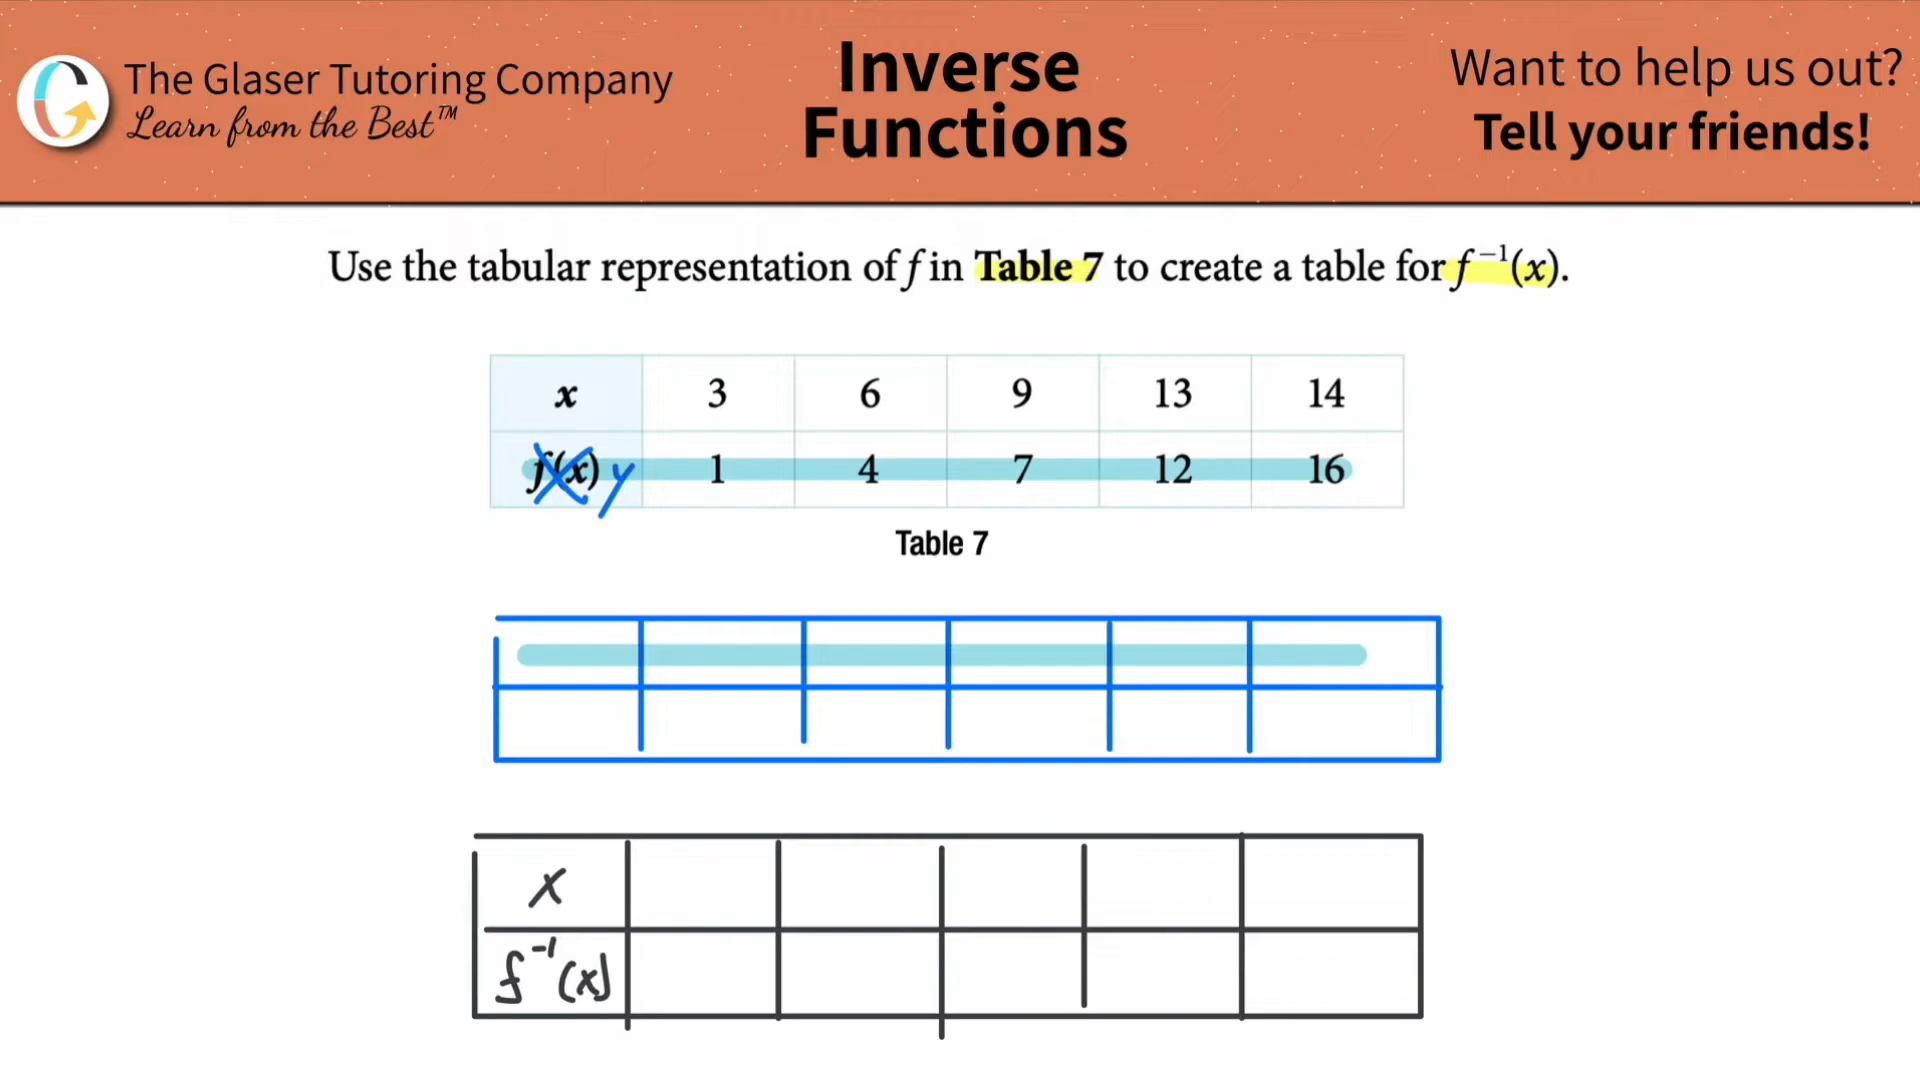 The Glaser Tutoring Company
Learn from the Best™
Inverse
Functions
Want to help us out?
Tell your friends!
Use the tabular representation of f in Table 7 to create a table for f⁻¹(x).
x 3 6 9 13 14
f(x) y 1 4 7 12 16
Table 7
x
f⁻¹(x)